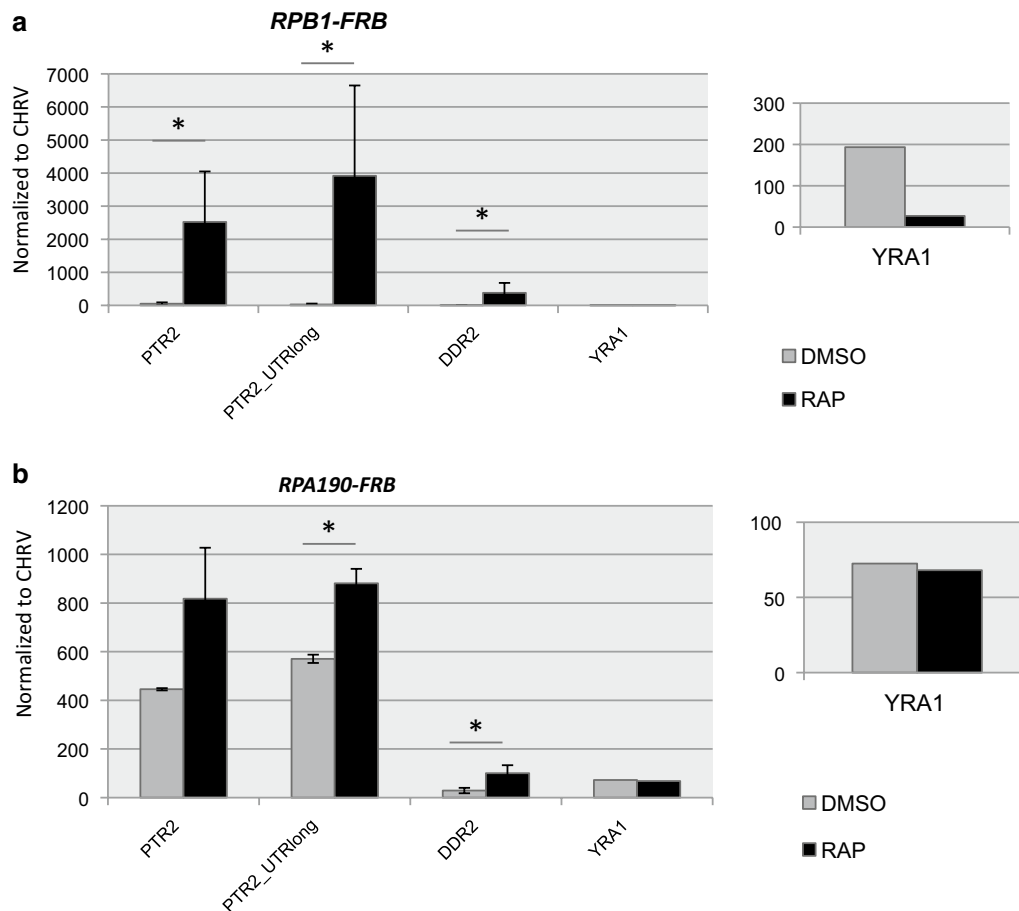 a
RPB1-FRB
Normalized to CHRV
7000
6000
5000
4000
3000
2000
1000
0
*
*
*
PTR2
PTR2_UTRlong
DDR2
YRA1
300
200
100
0
YRA1
DMSO
RAP
b
RPA190-FRB
Normalized to CHRV
1200
1000
800
600
400
200
0
*
*
PTR2
PTR2_UTRlong
DDR2
YRA1
100
50
0
YRA1
DMSO
RAP